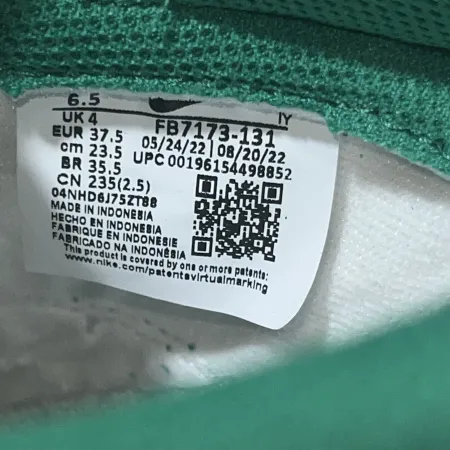 6.5 IY
UK 4 FB7173-131
EUR 37.5 05/24/22 | 08/20/22
cm 23.5 UPC 00196154498852
BR 35.5
CN 235(2.5)
04NHD6J75ZT88
MADE IN INDONESIA
HECHO EN INDONESIA
FABRIQUE EN INDONESIE
FABRICADO NA INDONESIA
This product is covered by one or more patents:
www.nike.com/patentsvirtualmarking